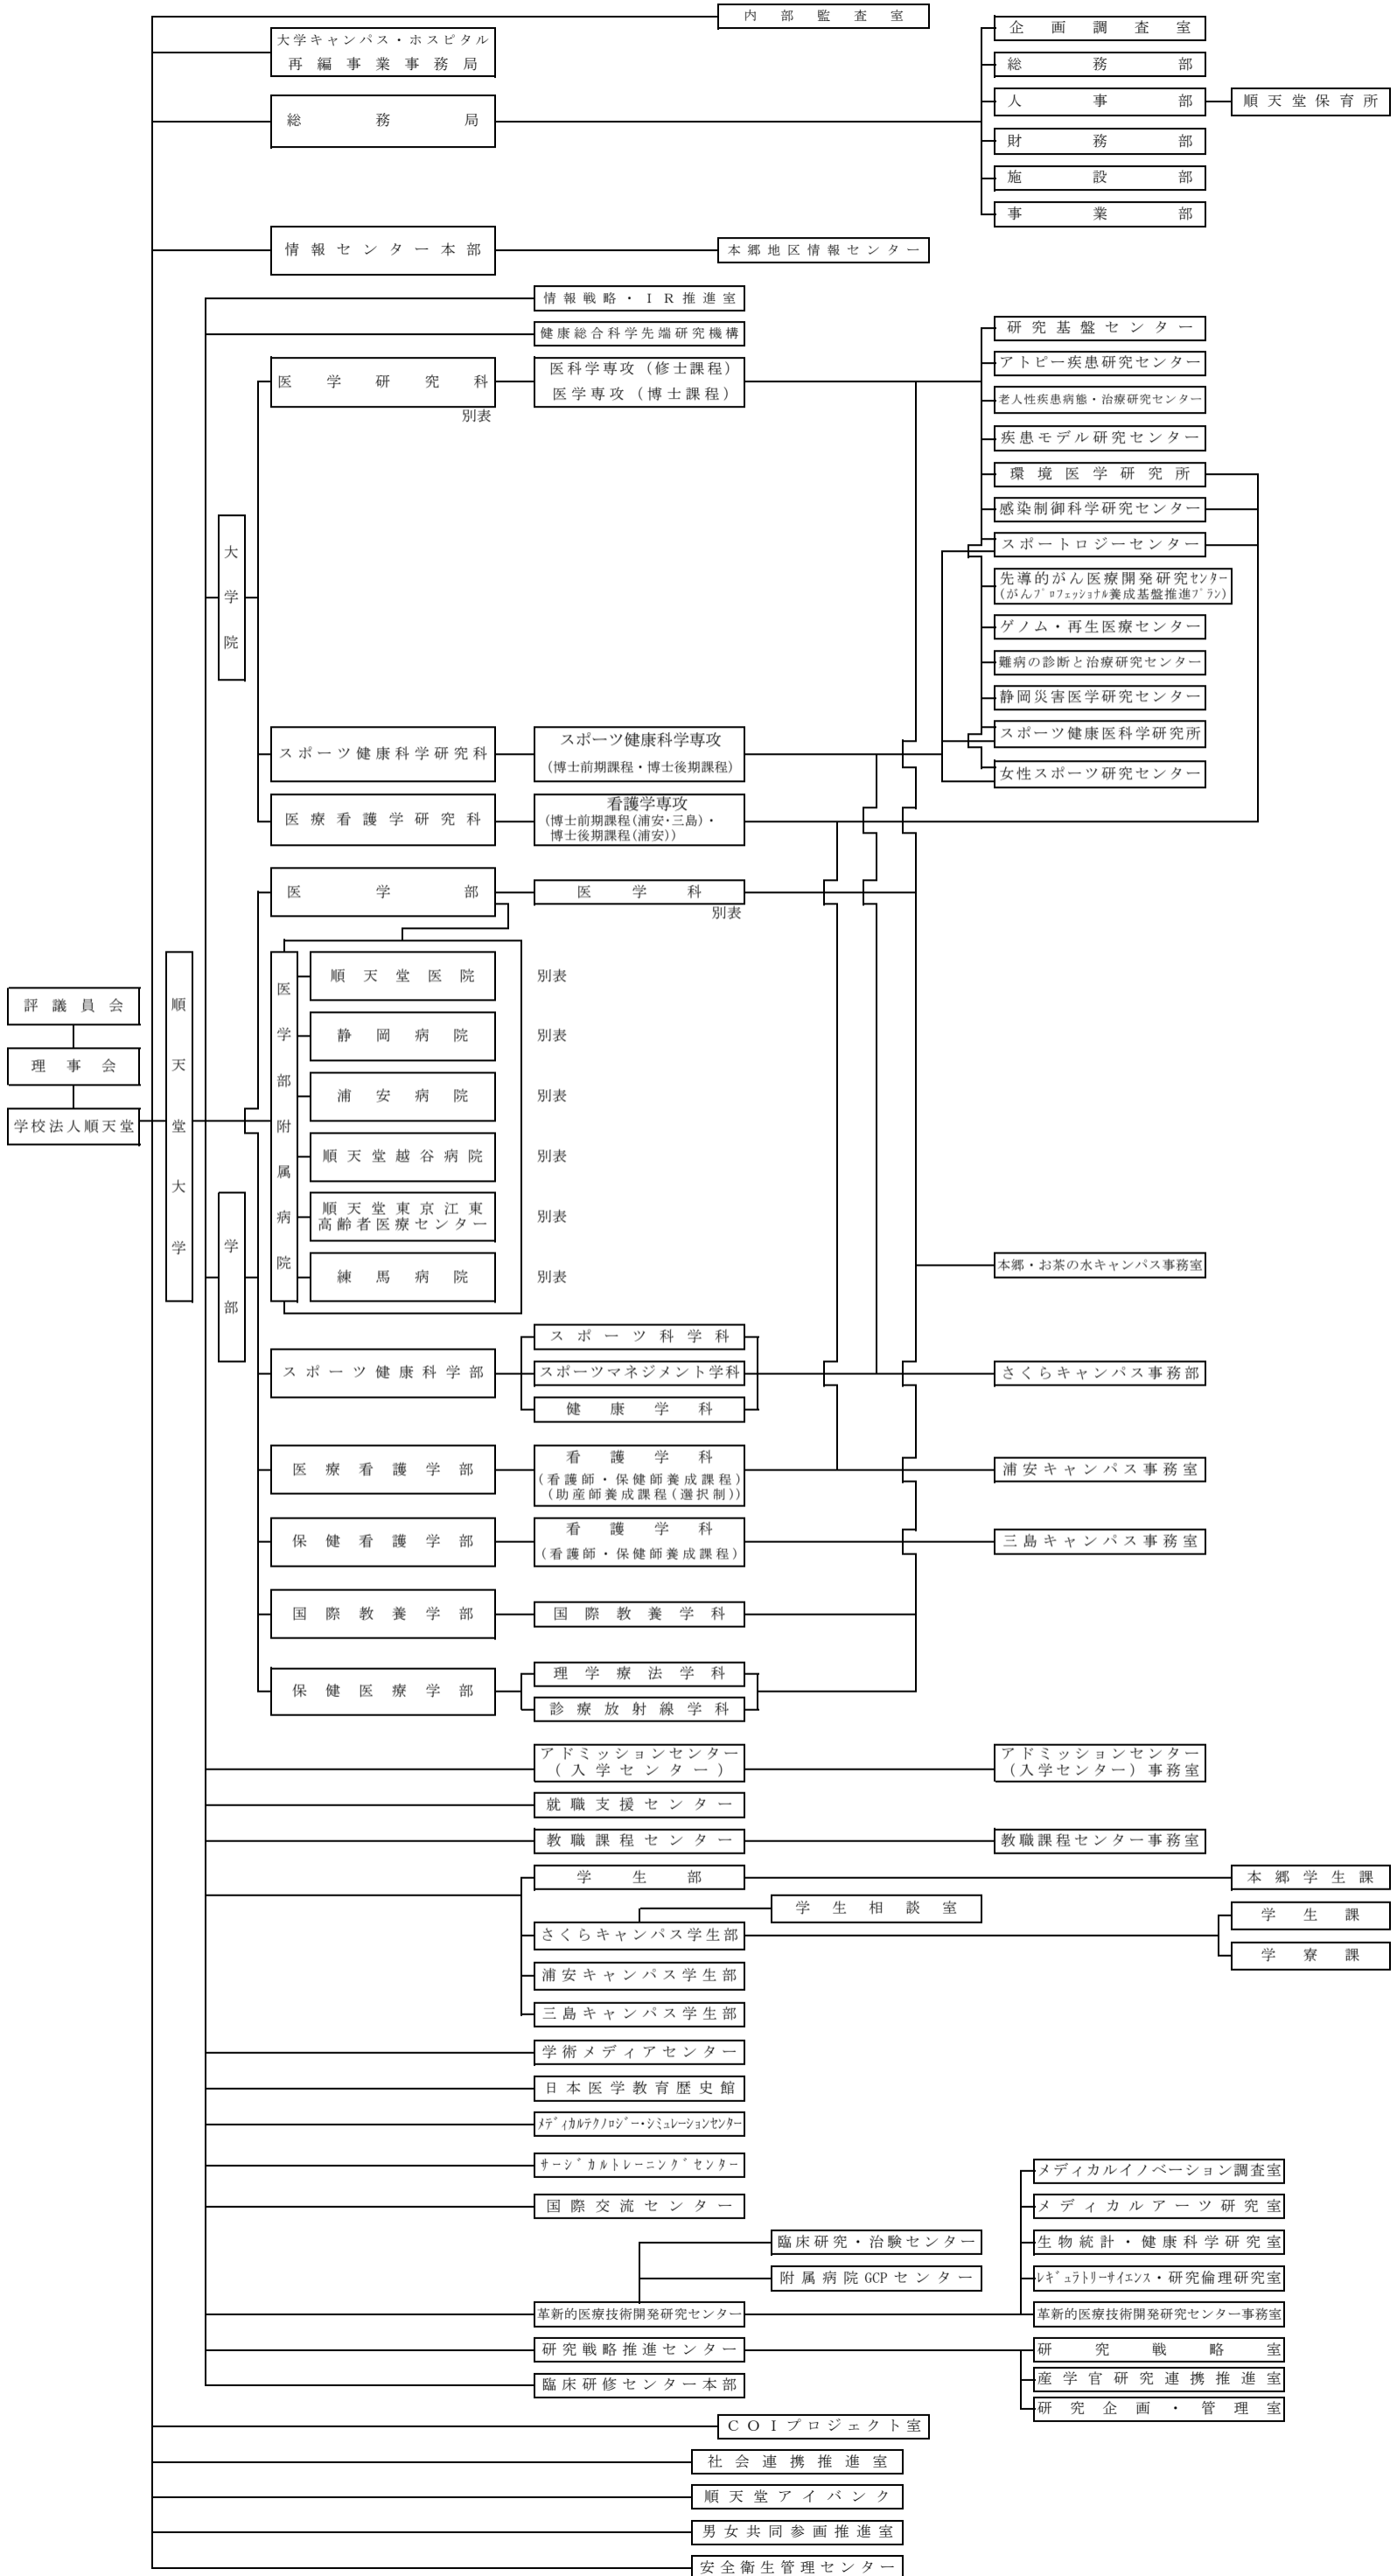 内部監査室
企画調査室
大学キャンパス・ホスピタル
再編事業事務局
総務部
総務局
人事部
順天堂保育所
財務部
施設部
事業部
情報センター本部
本郷地区情報センター
情報戦略・ＩＲ推進室
健康総合科学先端研究機構
研究基盤センター
医学研究科
別表
医科学専攻（修士課程）
医学専攻（博士課程）
アトピー疾患研究センター
老人性疾患病態・治療研究センター
疾患モデル研究センター
環境医学研究所
感染制御科学研究センター
スポートロジーセンター
先導的がん医療開発研究ｾﾝﾀｰ
(がんﾌﾟﾛﾌｪｯｼｮﾅﾙ養成基盤推進ﾌﾟﾗﾝ)
ゲノム・再生医療センター
難病の診断と治療研究センター
静岡災害医学研究センター
スポーツ健康医科学研究所
女性スポーツ研究センター
大学院
スポーツ健康科学研究科
スポーツ健康科学専攻
(博士前期課程・博士後期課程)
医療看護学研究科
看護学専攻
(博士前期課程(浦安・三島)・
博士後期課程(浦安))
医学部
医学科
別表
評議員会
理事会
学校法人順天堂
順天堂大学
学部
医学部附属病院
順天堂医院
別表
静岡病院
別表
浦安病院
別表
順天堂越谷病院
別表
順天堂東京江東
高齢者医療センター
別表
練馬病院
別表
本郷・お茶の水キャンパス事務室
スポーツ健康科学部
スポーツ科学科
スポーツマネジメント学科
健康学科
さくらキャンパス事務部
医療看護学部
看護学科
(看護師・保健師養成課程)
(助産師養成課程(選択制))
浦安キャンパス事務室
保健看護学部
看護学科
(看護師・保健師養成課程)
三島キャンパス事務室
国際教養学部
国際教養学科
保健医療学部
理学療法学科
診療放射線学科
アドミッションセンター
（入学センター）
アドミッションセンター
（入学センター）事務室
就職支援センター
教職課程センター
教職課程センター事務室
学生部
本郷学生課
学生相談室
さくらキャンパス学生部
学生課
学寮課
浦安キャンパス学生部
三島キャンパス学生部
学術メディアセンター
日本医学教育歴史館
ﾒﾃﾞｨｶﾙﾃｸﾉﾛｼﾞｰ・ｼﾐｭﾚｰｼｮﾝｾﾝﾀｰ
ｻｰｼﾞｶﾙﾄﾚｰﾆﾝｸﾞｾﾝﾀｰ
国際交流センター
メディカルイノベーション調査室
メディカルアーツ研究室
臨床研究・治験センター
生物統計・健康科学研究室
附属病院GCPセンター
ﾚｷﾞｭﾗﾄﾘｰｻｲｴﾝｽ・研究倫理研究室
革新的医療技術開発研究センター
革新的医療技術開発研究センター事務室
研究戦略推進センター
研究戦略室
産学官研究連携推進室
研究企画・管理室
臨床研修センター本部
ＣＯＩプロジェクト室
社会連携推進室
順天堂アイバンク
男女共同参画推進室
安全衛生管理センター